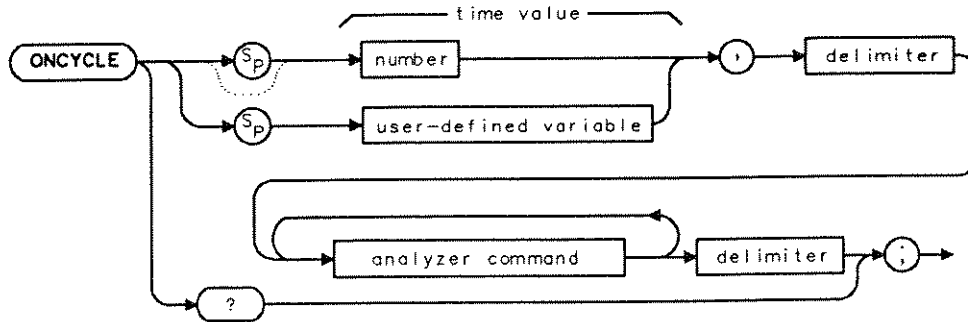 time value
ONCYCLE
Sp
number
,
delimiter
Sp
user-defined variable
analyzer command
delimiter
;
?